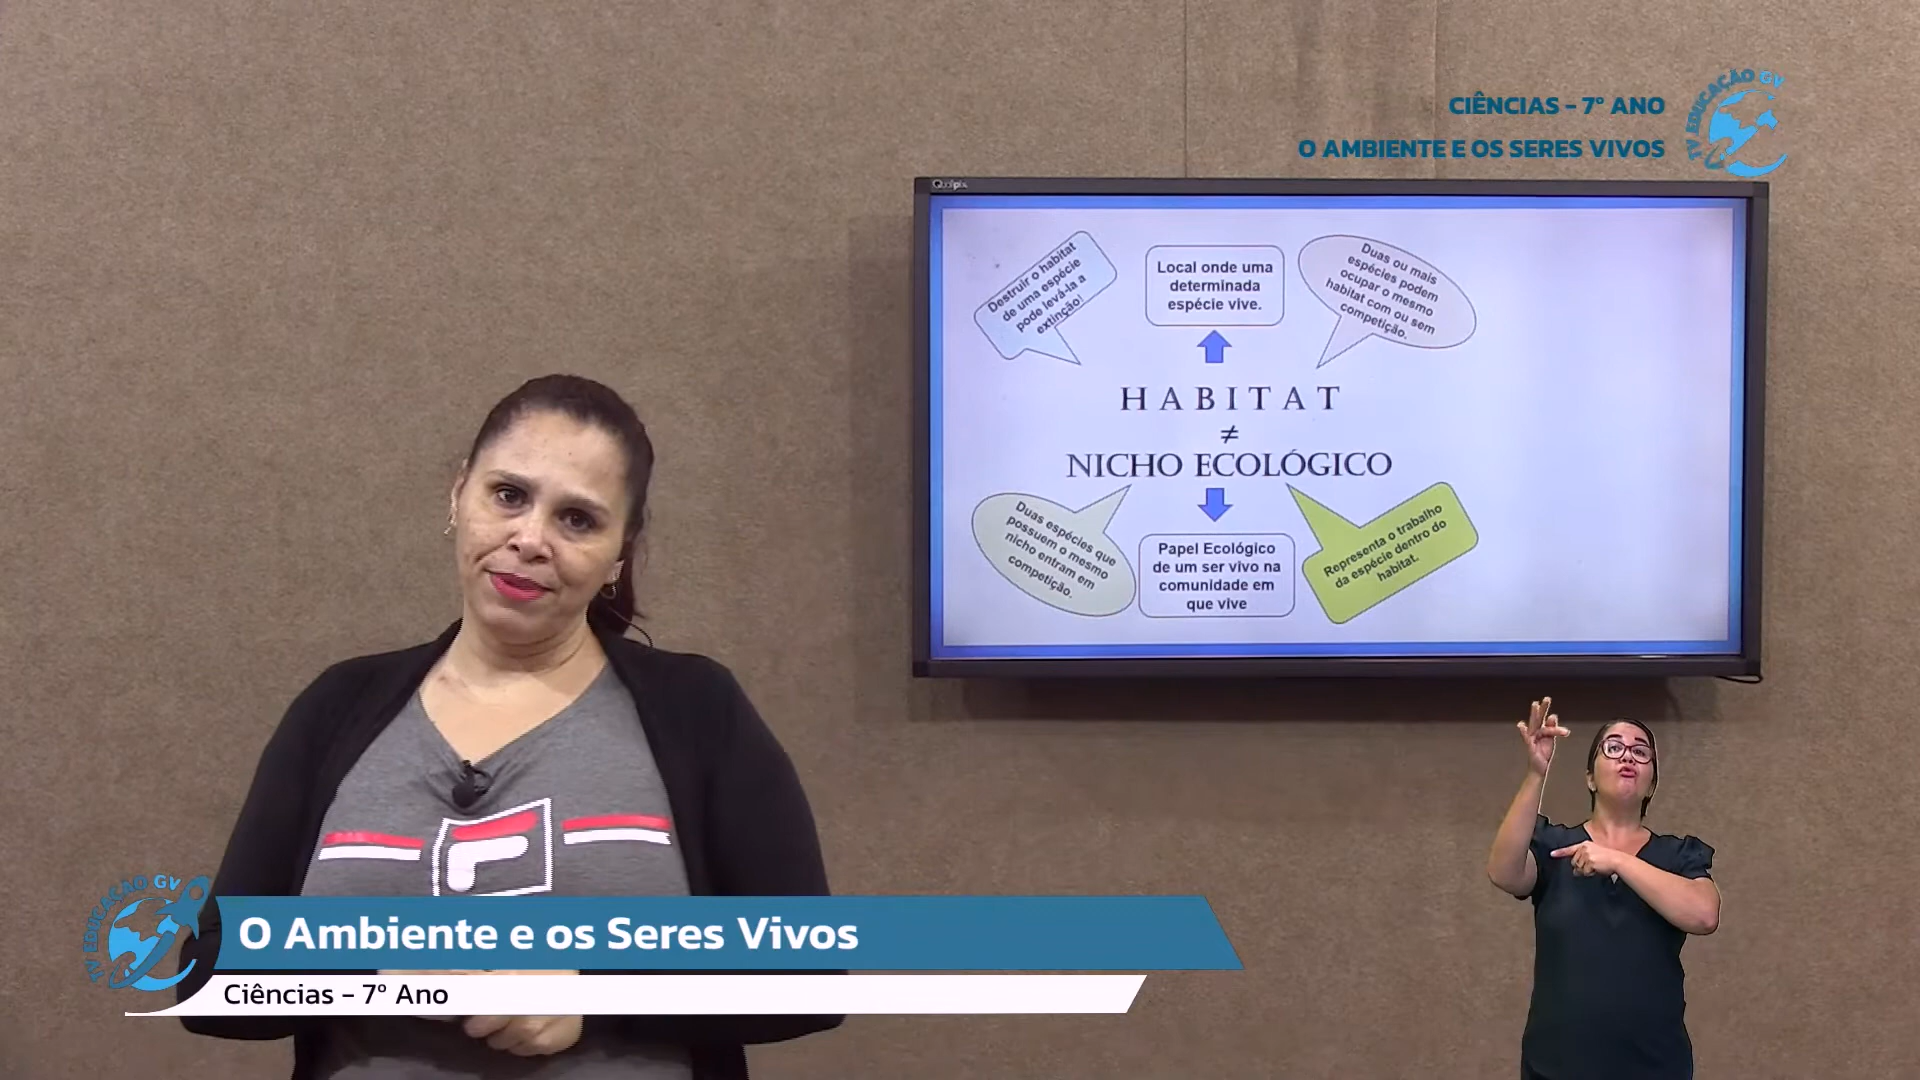 CIÊNCIAS - 7º ANO
O AMBIENTE E OS SERES VIVOS
TV EDUCAÇÃO GV
Qualipix
Destruir o habitat
de uma espécie
pode levá-la a
extinção!
Local onde uma
determinada
espécie vive.
Duas ou mais
espécies podem
ocupar o mesmo
habitat com ou sem
competição.
HABITAT
≠
NICHO ECOLÓGICO
Duas espécies que
possuem o mesmo
nicho entram em
competição.
Papel Ecológico
de um ser vivo na
comunidade em
que vive
Representa o trabalho
da espécie dentro do
habitat.
F
TV EDUCAÇÃO GV
O Ambiente e os Seres Vivos
Ciências - 7º Ano